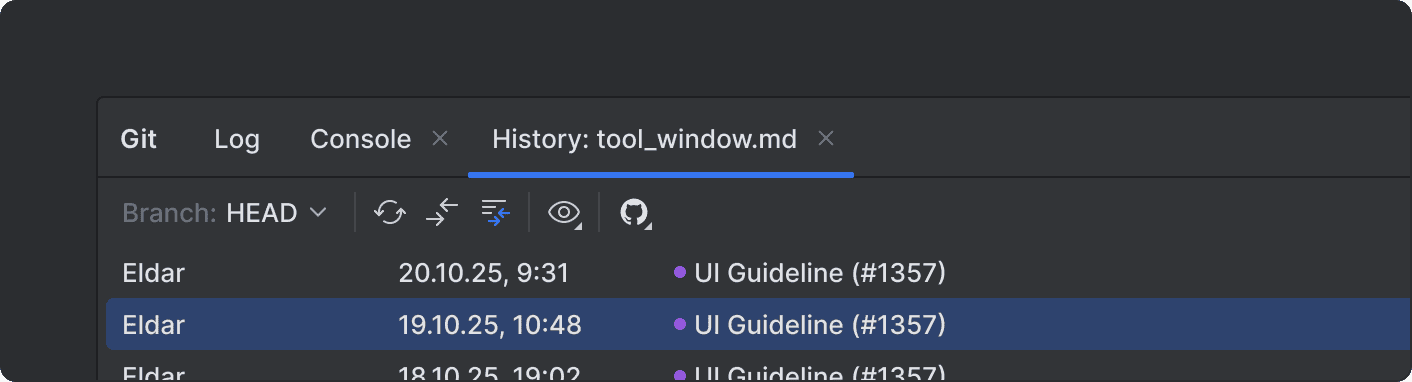 Git Log Console History: tool_window.md
Branch: HEAD
Eldar 20.10.25, 9:31 UI Guideline (#1357)
Eldar 19.10.25, 10:48 UI Guideline (#1357)
Eldar 18.10.25, 19:02 UI Guideline (#1357)